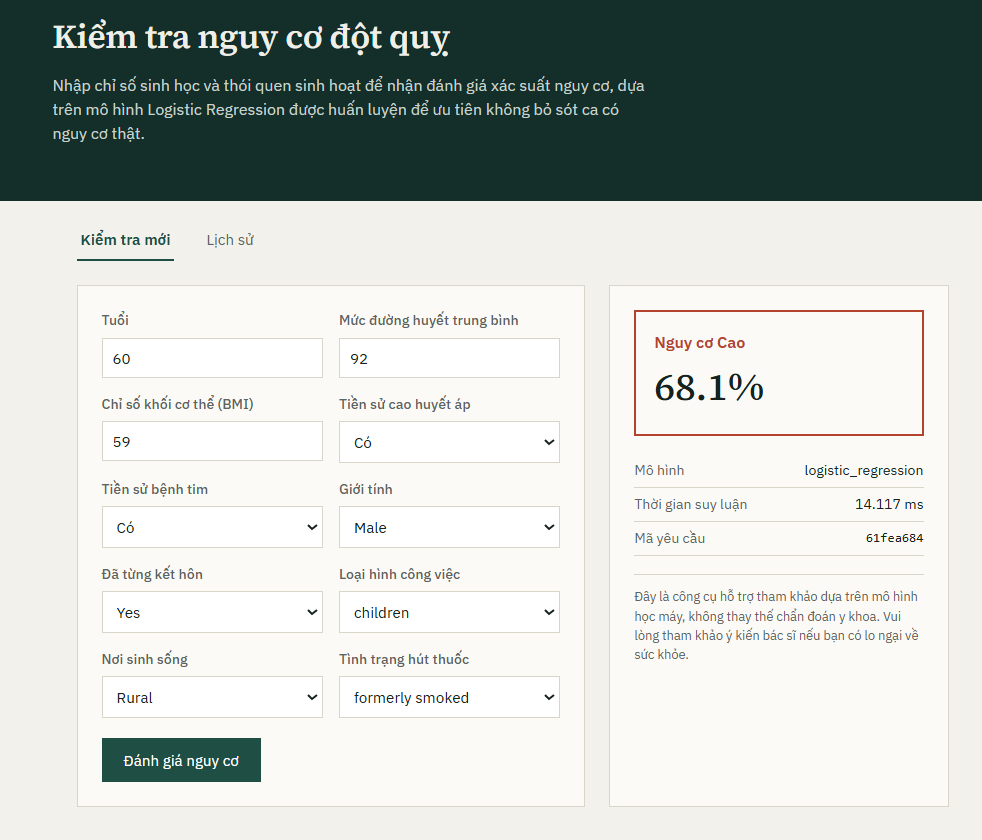 Kiểm tra nguy cơ đột quỵ
Nhập chỉ số sinh học và thói quen sinh hoạt để nhận đánh giá xác suất nguy cơ, dựa
trên mô hình Logistic Regression được huấn luyện để ưu tiên không bỏ sót ca có
nguy cơ thật.
Kiểm tra mới
Lịch sử
Tuổi
Mức đường huyết trung bình
60
92
Chỉ số khối cơ thể (BMI)
Tiền sử cao huyết áp
59
Có
Tiền sử bệnh tim
Giới tính
Có
Male
Đã từng kết hôn
Loại hình công việc
Yes
children
Nơi sinh sống
Tình trạng hút thuốc
Rural
formerly smoked
Đánh giá nguy cơ
Nguy cơ Cao
68.1%
Mô hình
logistic_regression
Thời gian suy luận
14.117 ms
Mã yêu cầu
61fea684
Đây là công cụ hỗ trợ tham khảo dựa trên mô hình
học máy, không thay thế chẩn đoán y khoa. Vui
lòng tham khảo ý kiến bác sĩ nếu bạn có lo ngại về
sức khỏe.